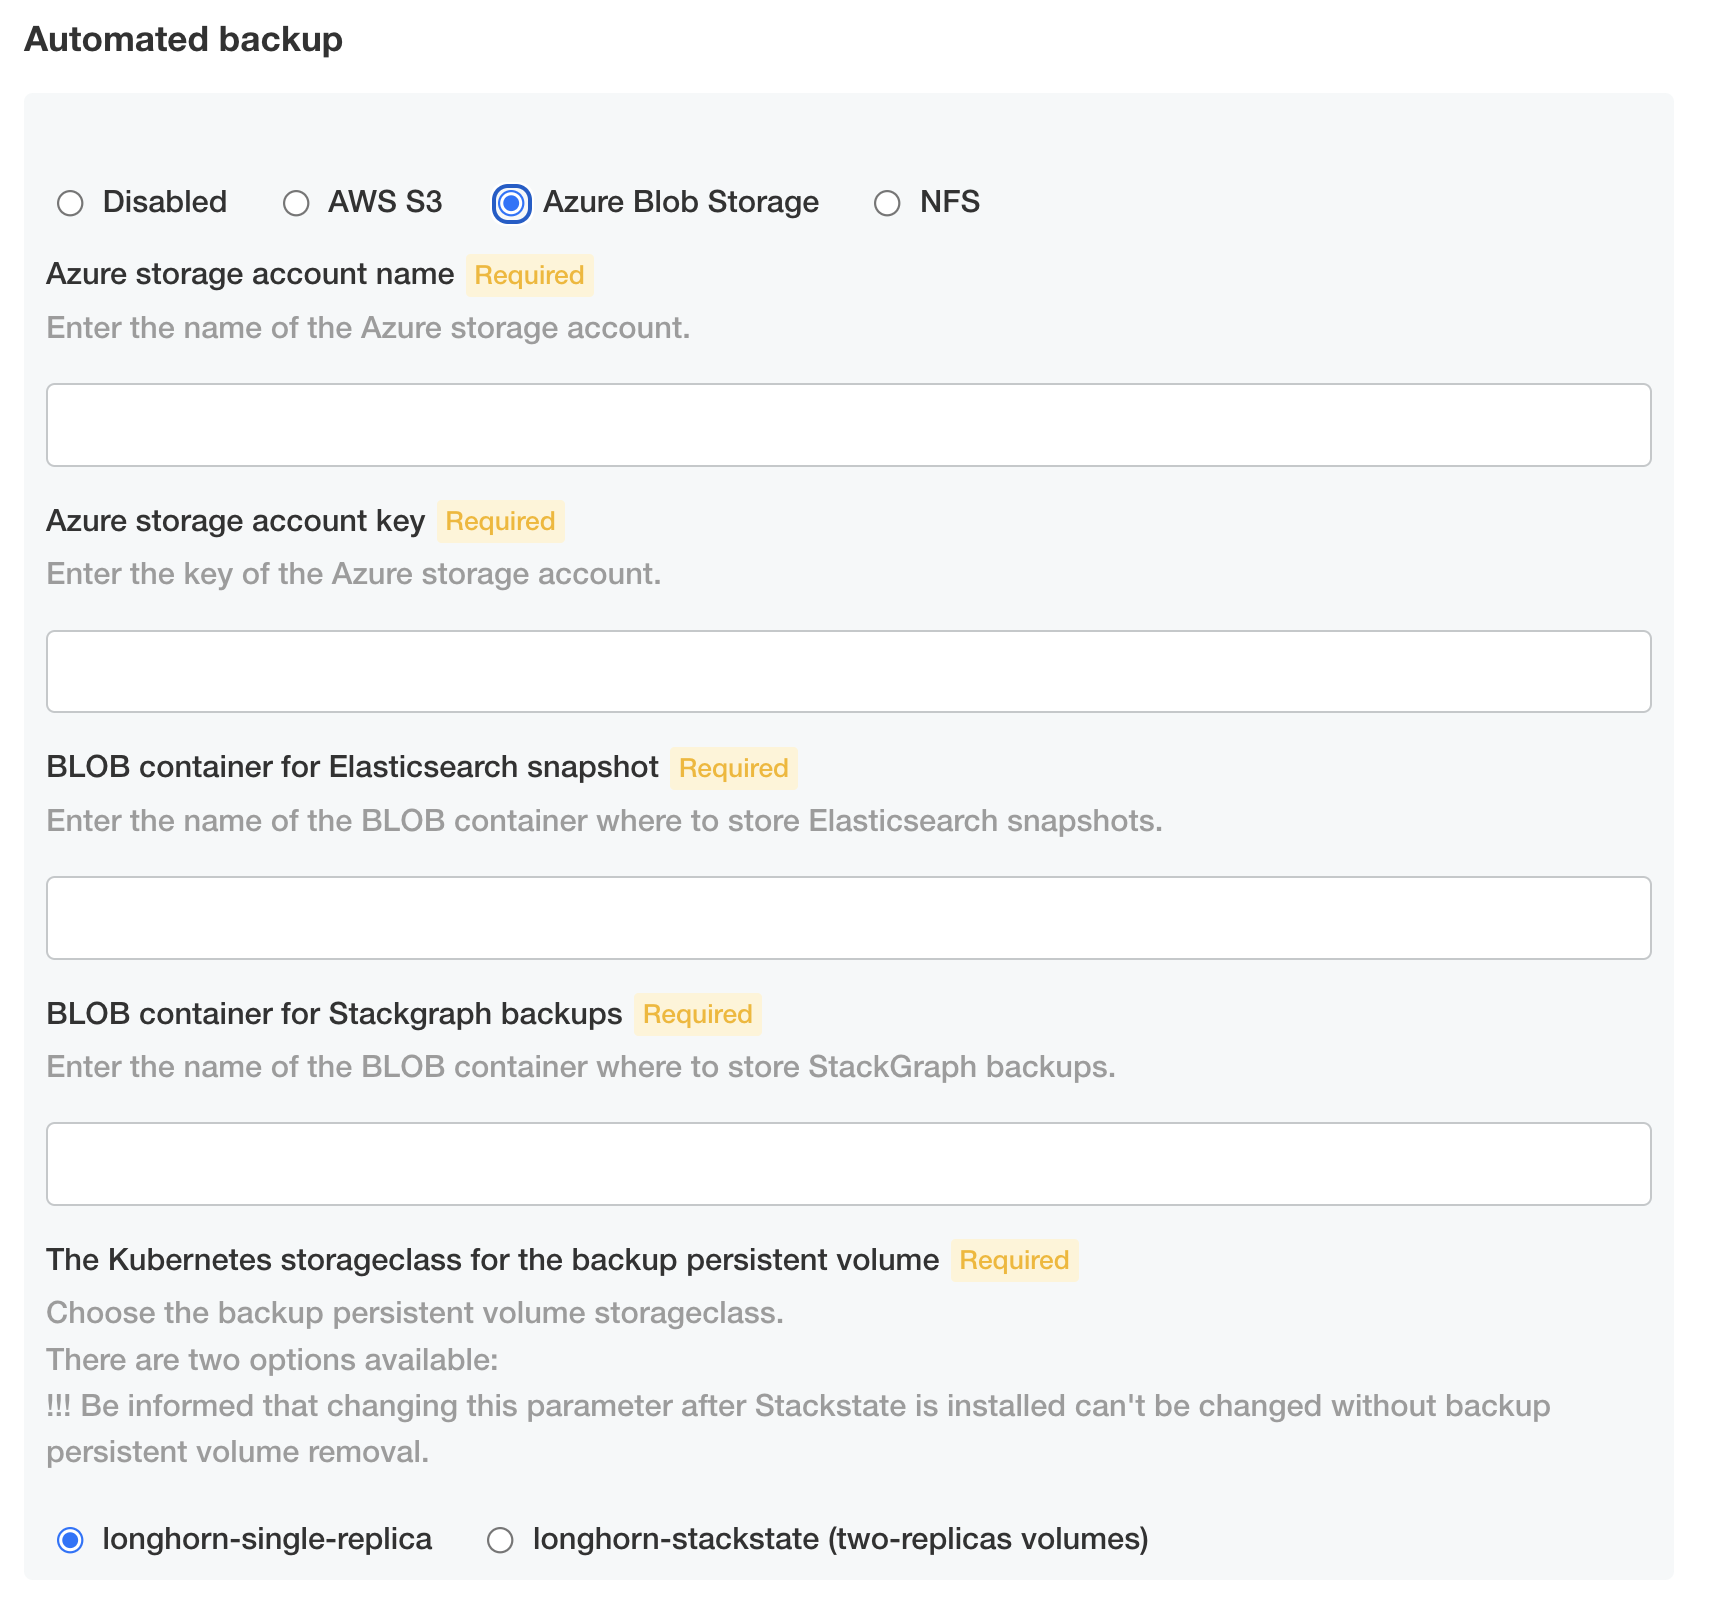 Automated backup
Disabled AWS S3 Azure Blob Storage NFS
Azure storage account name Required
Enter the name of the Azure storage account.
Azure storage account key Required
Enter the key of the Azure storage account.
BLOB container for Elasticsearch snapshot Required
Enter the name of the BLOB container where to store Elasticsearch snapshots.
BLOB container for Stackgraph backups Required
Enter the name of the BLOB container where to store StackGraph backups.
The Kubernetes storageclass for the backup persistent volume Required
Choose the backup persistent volume storageclass.
There are two options available:
!!! Be informed that changing this parameter after Stackstate is installed can't be changed without backup
persistent volume removal.
longhorn-single-replica longhorn-stackstate (two-replicas volumes)